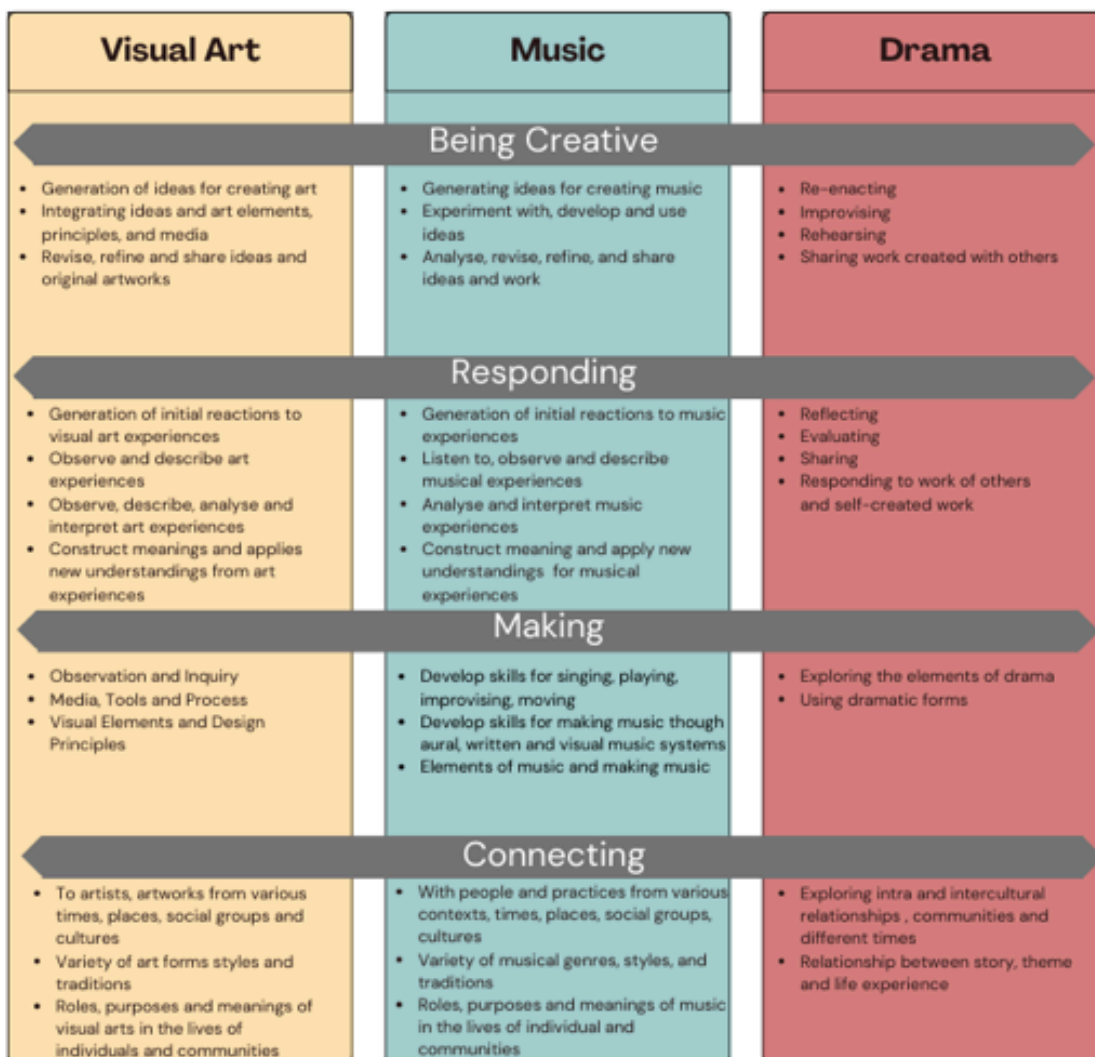 Visual Art
Music
Drama
Being Creative
• Generation of ideas for creating art
• Integrating ideas and art elements,
principles, and media
• Revise, refine and share ideas and
original artworks
• Generating ideas for creating music
• Experiment with, develop and use
ideas
• Analyse, revise, refine, and share
ideas and work
• Re-enacting
• Improvising
• Rehearsing
• Sharing work created with others
Responding
• Generation of initial reactions to
visual art experiences
• Observe and describe art
experiences
• Observe, describe, analyse and
interpret art experiences
• Construct meanings and applies
new understandings from art
experiences
• Generation of initial reactions to music
experiences
• Listen to, observe and describe
musical experiences
• Analyse and interpret music
experiences
• Construct meaning and apply new
understandings for musical
experiences
• Reflecting
• Evaluating
• Sharing
• Responding to work of others
and self-created work
Making
• Observation and Inquiry
• Media, Tools and Process
• Visual Elements and Design
Principles
• Develop skills for singing, playing,
improvising, moving
• Develop skills for making music though
aural, written and visual music systems
• Elements of music and making music
• Exploring the elements of drama
• Using dramatic forms
Connecting
• To artists, artworks from various
times, places, social groups and
cultures
• Variety of art forms styles and
traditions
• Roles, purposes and meanings of
visual arts in the lives of
individuals and communities
• With people and practices from various
contexts, times, places, social groups,
cultures
• Variety of musical genres, styles, and
traditions
• Roles, purposes and meanings of music
in the lives of individual and
communities
• Exploring intra and intercultural
relationships , communities and
different times
• Relationship between story, theme
and life experience